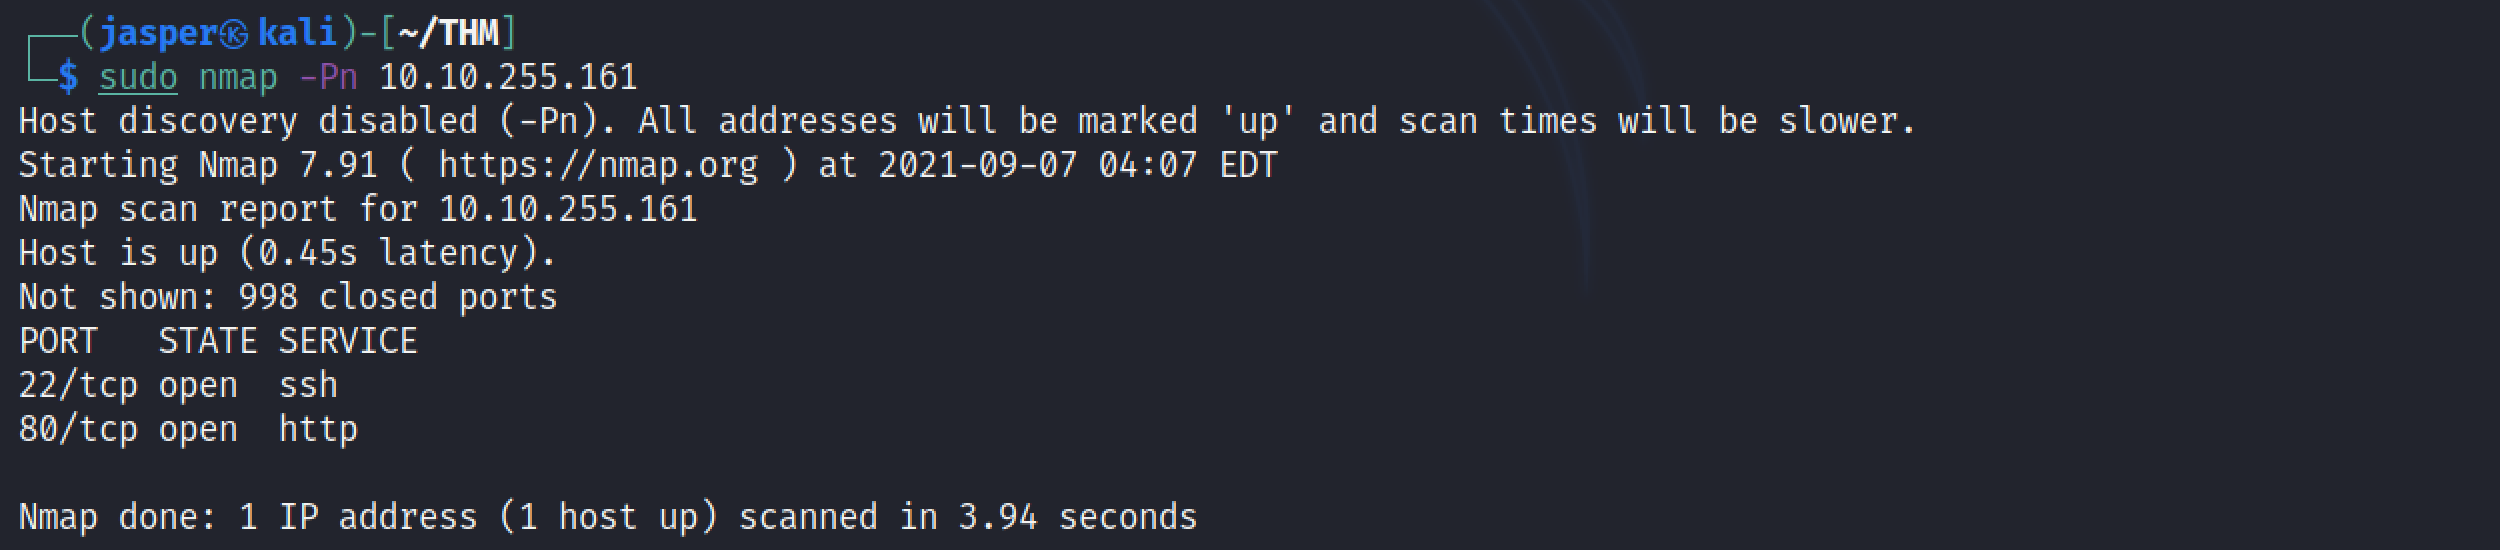 ┌──(jasper㉿kali)-[~/THM]
└─$ sudo nmap -Pn 10.10.255.161
Host discovery disabled (-Pn). All addresses will be marked 'up' and scan times will be slower.
Starting Nmap 7.91 ( https://nmap.org ) at 2021-09-07 04:07 EDT
Nmap scan report for 10.10.255.161
Host is up (0.45s latency).
Not shown: 998 closed ports
PORT   STATE SERVICE
22/tcp open  ssh
80/tcp open  http
Nmap done: 1 IP address (1 host up) scanned in 3.94 seconds